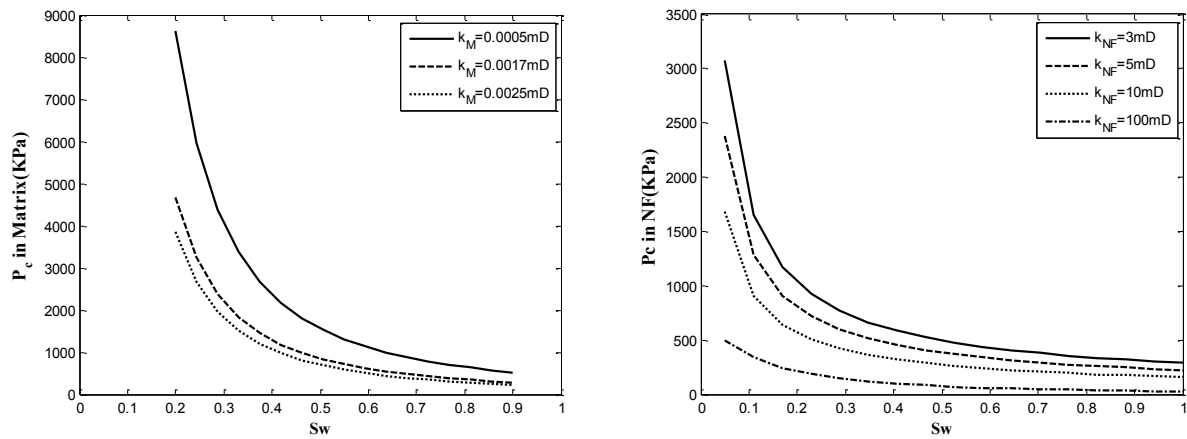 9000
8000
7000
6000
5000
4000
3000
2000
1000
0
0 0.1 0.2 0.3 0.4 0.5 0.6 0.7 0.8 0.9 1
Sw
P_c in Matrix(KPa)
k_M=0.0005mD
k_M=0.0017mD
k_M=0.0025mD
3500
3000
2500
2000
1500
1000
500
0
0 0.1 0.2 0.3 0.4 0.5 0.6 0.7 0.8 0.9 1
Sw
Pc in NF(KPa)
k_NF=3mD
k_NF=5mD
k_NF=10mD
k_NF=100mD